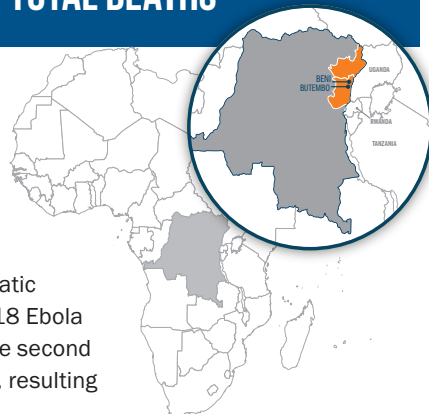 TOTAL DEATHS
UGANDA
BENI
BUTEMBO
RWANDA
TANZANIA
atic
18 Ebola
e second
, resulting